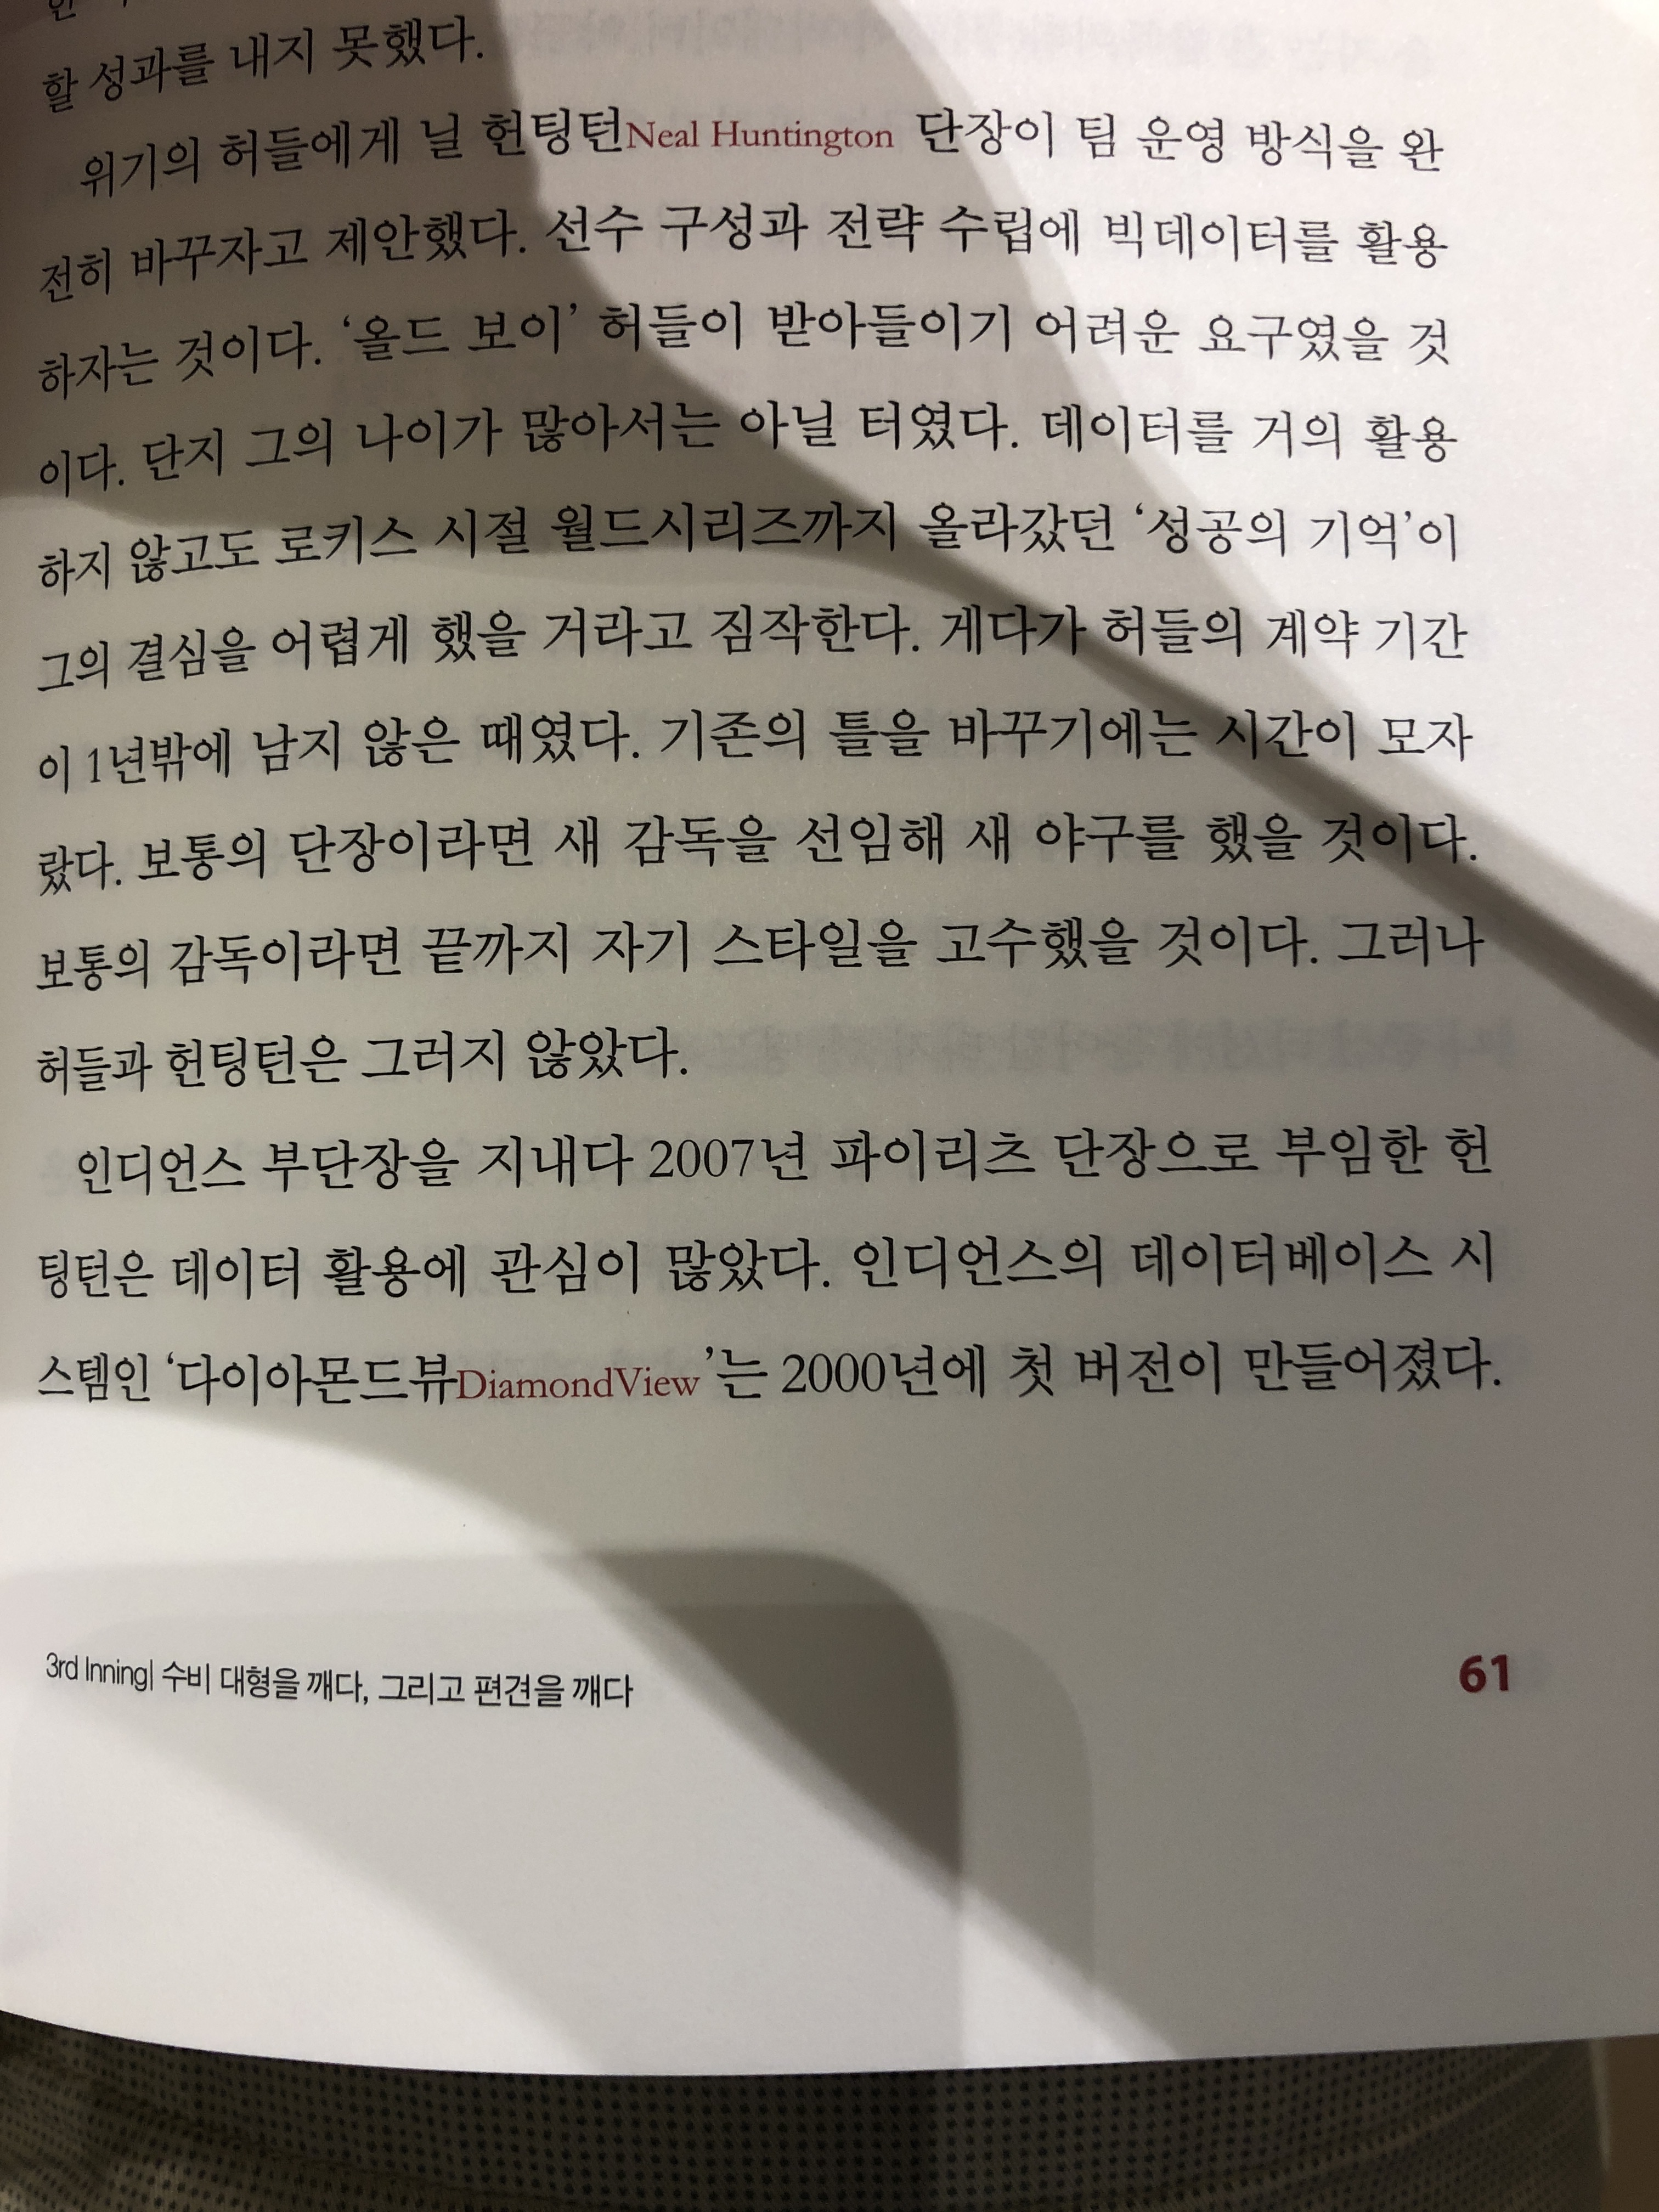 할 성과를 내지 못했다.
위기의 허들에게 닐 헌팅턴Neal Huntington 단장이 팀 운영 방식을 완
전히 바꾸자고 제안했다. 선수 구성과 전략 수립에 빅데이터를 활용
하자는 것이다. ‘올드 보이’ 허들이 받아들이기 어려운 요구였을 것
이다. 단지 그의 나이가 많아서는 아닐 터였다. 데이터를 거의 활용
하지 않고도 로키스 시절 월드시리즈까지 올라갔던 ‘성공의 기억’이
그의 결심을 어렵게 했을 거라고 짐작한다. 게다가 허들의 계약 기간
이 1년밖에 남지 않은 때였다. 기존의 틀을 바꾸기에는 시간이 모자
랐다. 보통의 단장이라면 새 감독을 선임해 새 야구를 했을 것이다.
보통의 감독이라면 끝까지 자기 스타일을 고수했을 것이다. 그러나
허들과 헌팅턴은 그러지 않았다.
인디언스 부단장을 지내다 2007년 파이리츠 단장으로 부임한 헌
팅턴은 데이터 활용에 관심이 많았다. 인디언스의 데이터베이스 시
스템인 ‘다이아몬드뷰DiamondView’는 2000년에 첫 버전이 만들어졌다.
3rd Inning| 수비 대형을 깨다, 그리고 편견을 깨다
61